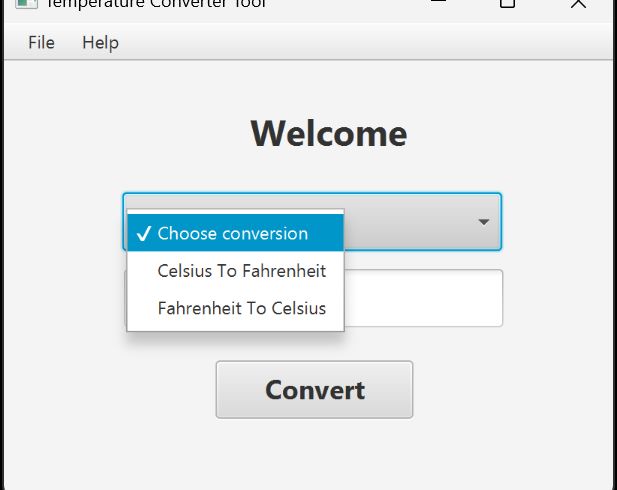 Temperature Converter Tool
File Help
Welcome
Choose conversion
Celsius To Fahrenheit
Fahrenheit To Celsius
Convert